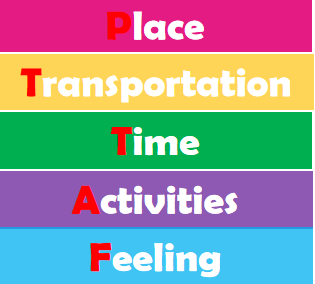 Place
Transportation
Time
Activities
Feeling